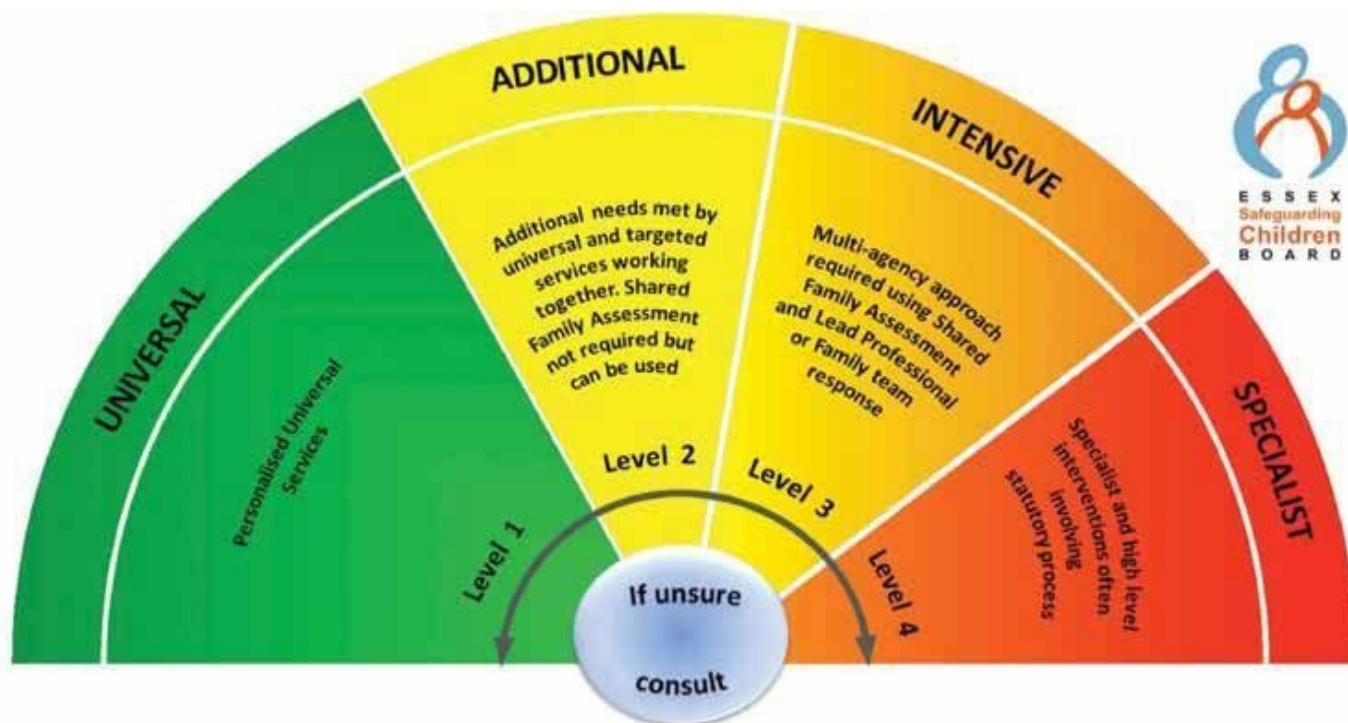 UNIVERSAL
Personalised Universal
Services
Level 1
ADDITIONAL
Additional needs met by
universal and targeted
services working
together. Shared
Family Assessment
not required but
can be used
Level 2
INTENSIVE
Multi-agency approach
required using Shared
Family Assessment
and Lead Professional
or Family team
response
Level 3
SPECIALIST
Specialist and high level
interventions often
involving
statutory process
Level 4
If unsure
consult
ESSEX
Safeguarding
Children
BOARD